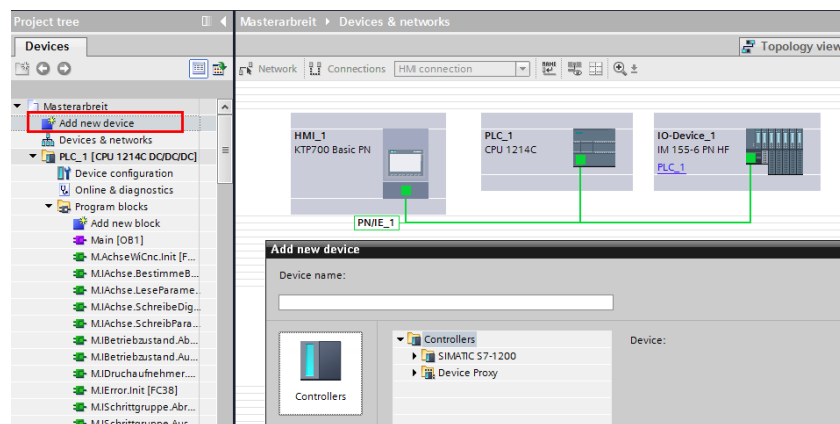 Project tree
Masterarbreit ▸ Devices & networks
Devices
Topology view
Network
Connections
HMI connection
Masterarbreit
Add new device
Devices & networks
PLC_1 [CPU 1214C DC/DC/DC]
Device configuration
Online & diagnostics
Program blocks
Add new block
Main [OB1]
M.AchseWiCnc.Init [F...
M.IAchse.BestimmeB...
M.IAchse.LeseParame...
M.IAchse.SchreibeDig...
M.IAchse.SchreibPara...
M.IBetriebzustand.Ab...
M.IBetriebzustand.Au...
M.IDruchaufnehmer....
M.IError.Init [FC38]
M.ISchrittgruppe.Abr...
HMI_1
KTP700 Basic PN
PLC_1
CPU 1214C
IO-Device_1
IM 155-6 PN HF
PLC_1
PN/IE_1
Add new device
Device name:
Controllers
Controllers
SIMATIC S7-1200
Device Proxy
Device: